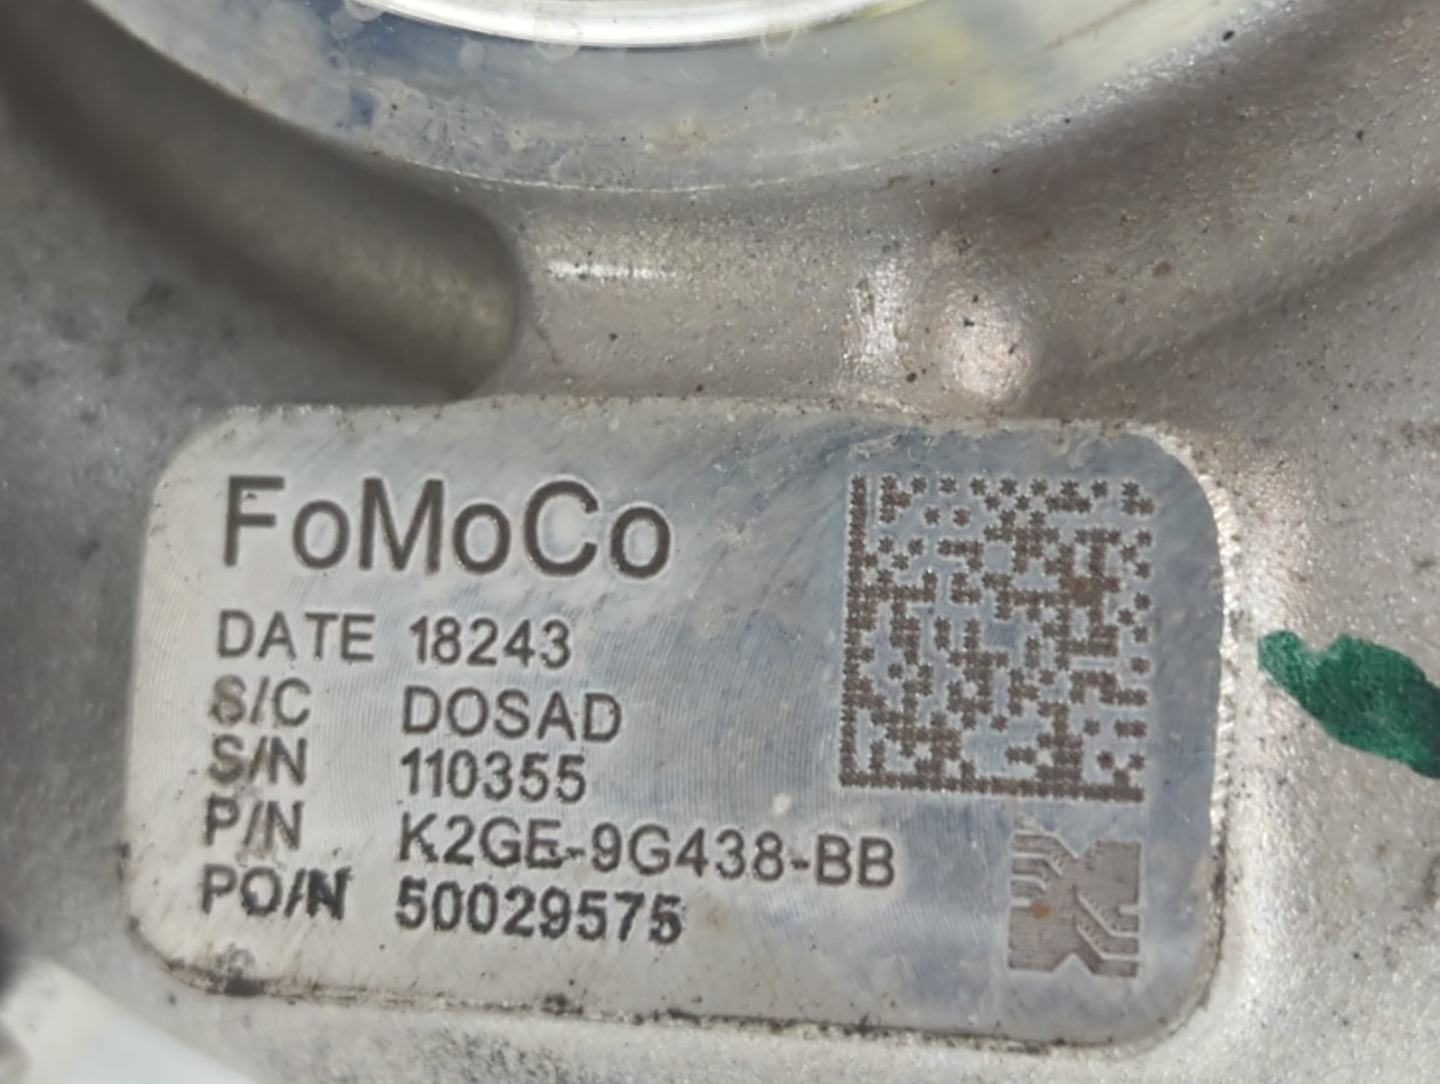 FoMoCo
DATE 18243
S/C DOSAD
S/N 110355
P/N K2GE-9G438-BB
PO/N 50029575